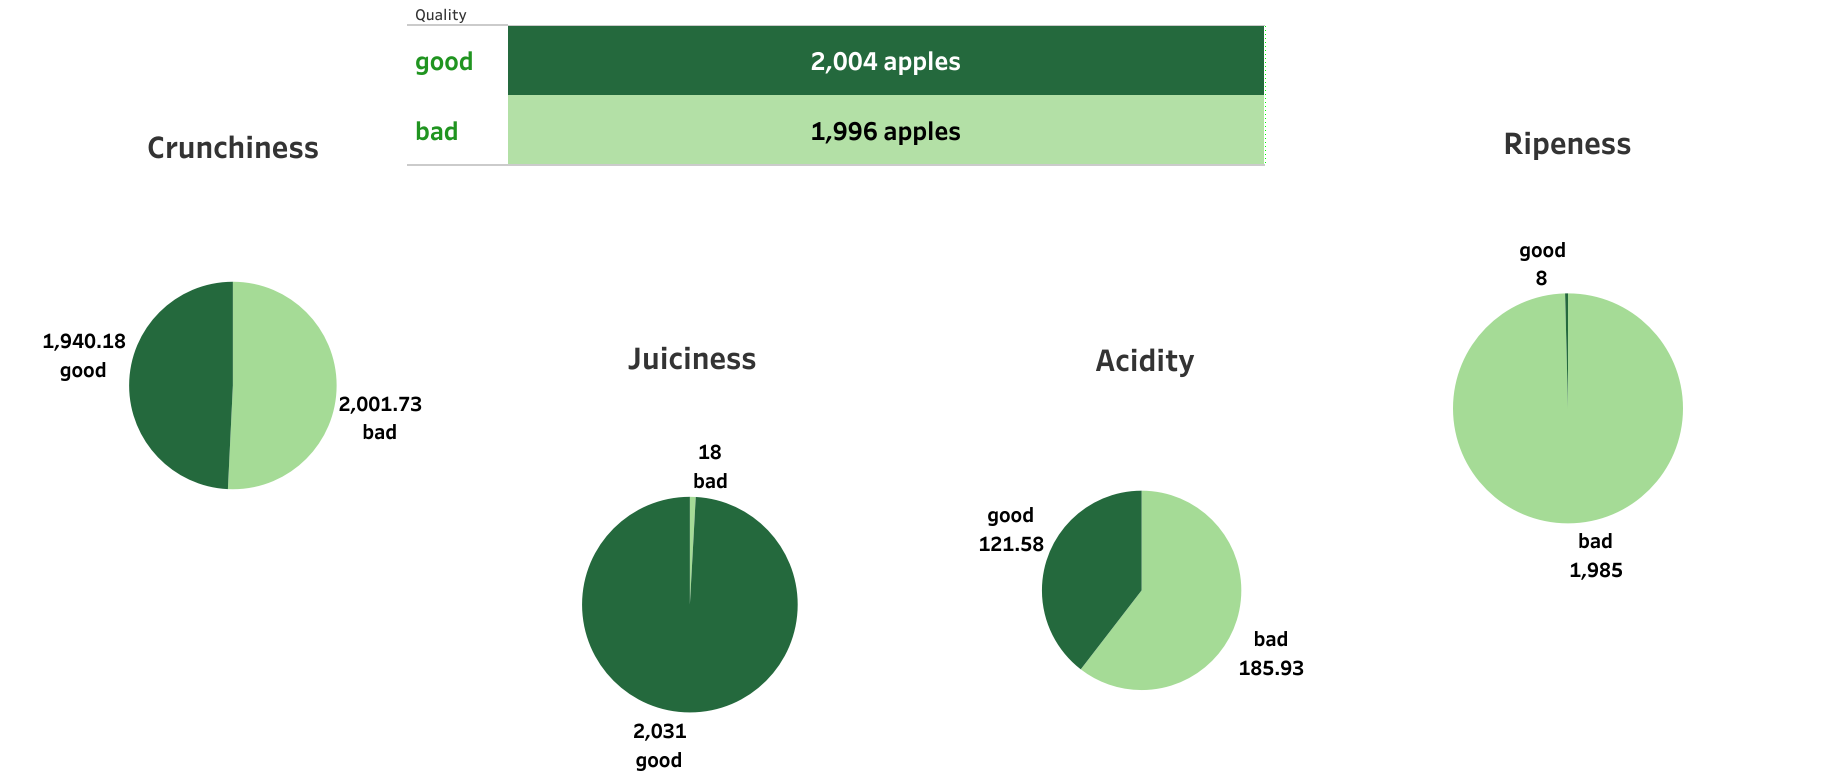 Quality
good
2,004 apples
bad
1,996 apples
Crunchiness
1,940.18
good
2,001.73
bad
Juiciness
18
bad
2,031
good
Acidity
good
121.58
bad
185.93
Ripeness
good
8
bad
1,985